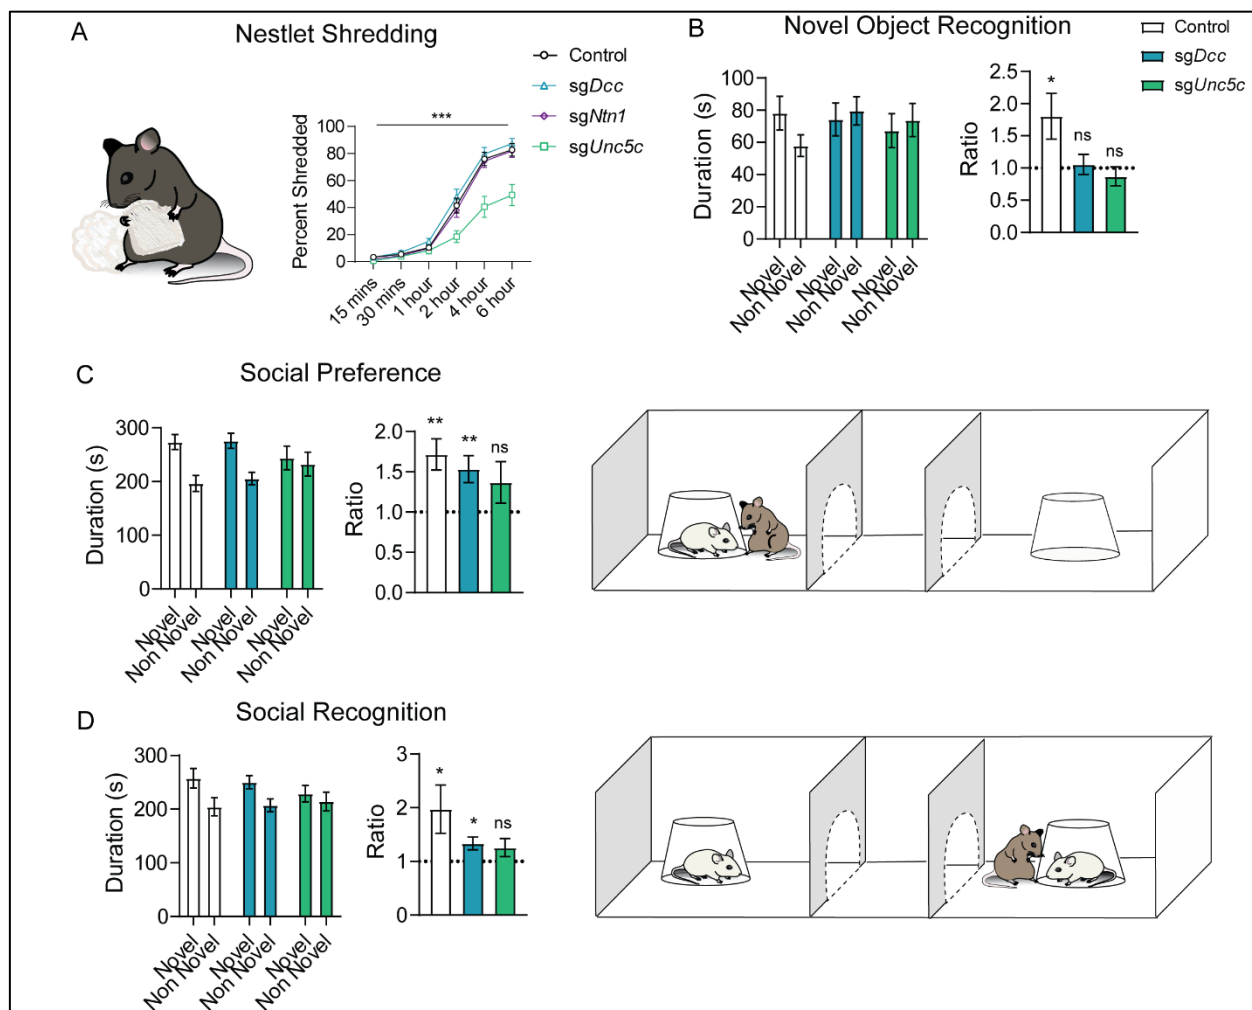 A
Nestlet Shredding
Control
sgDcc
sgNtn1
sgUnc5c
***
Percent Shredded
100
80
60
40
20
0
15 mins
30 mins
1 hour
2 hour
4 hour
6 hour
B
Novel Object Recognition
Control
sgDcc
sgUnc5c
Duration (s)
100
80
60
40
20
0
Novel
Non Novel
Novel
Non Novel
Novel
Non Novel
Ratio
2.5
2.0
1.5
1.0
0.5
0.0
*
ns
ns
C
Social Preference
Duration (s)
300
200
100
0
Novel
Non Novel
Novel
Non Novel
Novel
Non Novel
Ratio
2.0
1.5
1.0
0.5
0.0
**
**
ns
D
Social Recognition
Duration (s)
300
200
100
0
Novel
Non Novel
Novel
Non Novel
Novel
Non Novel
Ratio
3
2
1
0
*
*
ns